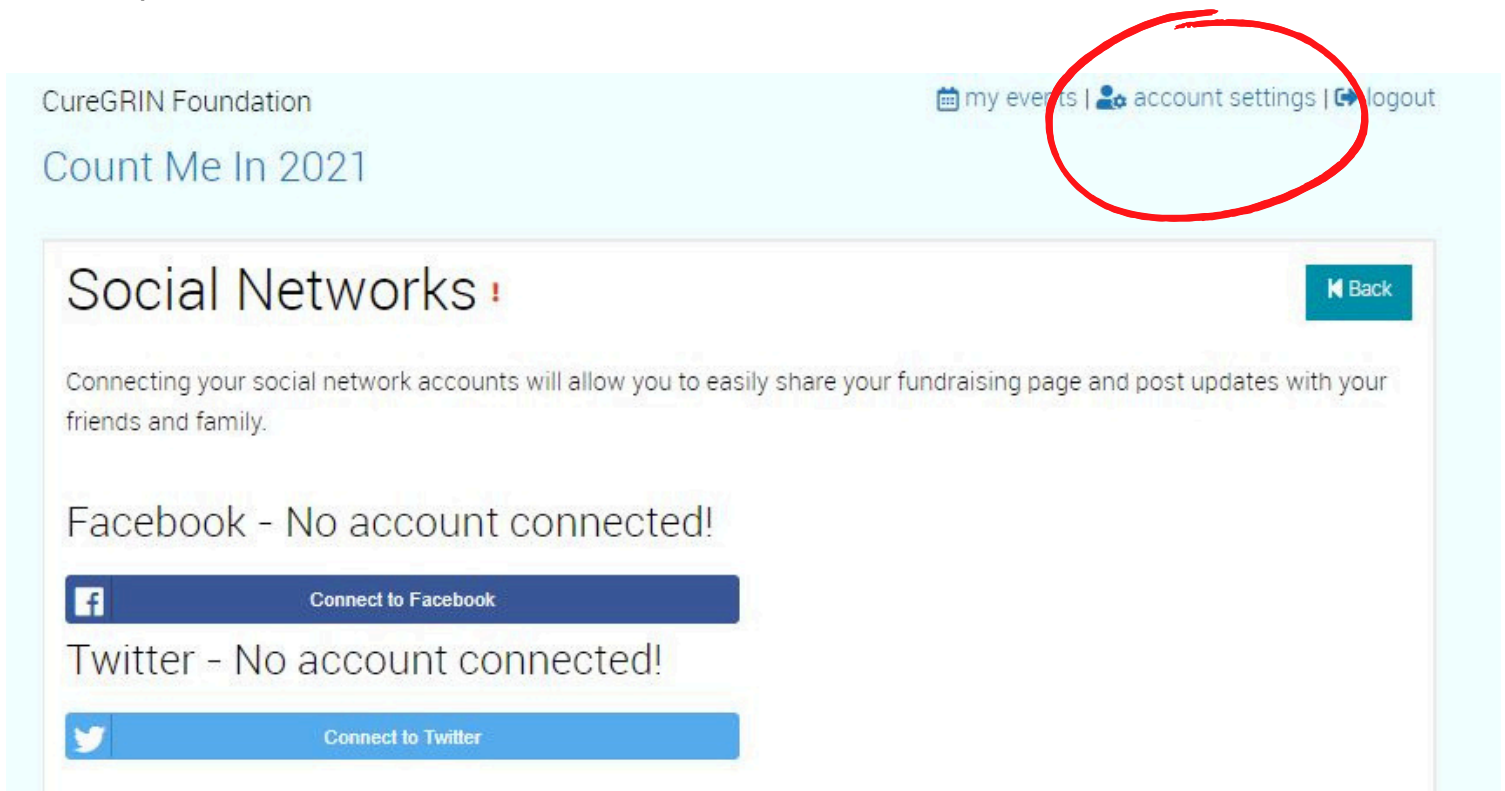 CureGRIN Foundation
my events | account settings | logout
Count Me In 2021
Social Networks !
Back
Connecting your social network accounts will allow you to easily share your fundraising page and post updates with your
friends and family.
Facebook - No account connected!
Connect to Facebook
Twitter - No account connected!
Connect to Twitter